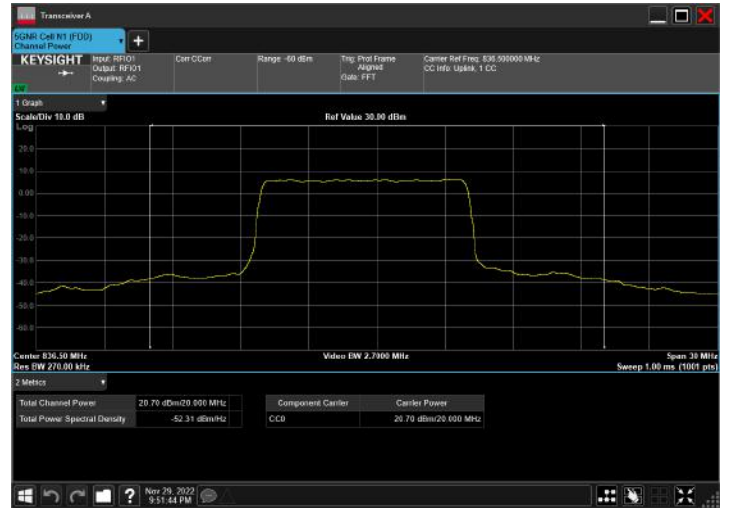 Transceiver A
5GNR Cell N1 (FDD)
Channel Power
KEYSIGHT
Input: RFIO1
Output: RFIO1
Coupling: AC
Corr CCorr
Range -60 dBm
Trig: Prot Frame
Aligned
Gate: FFT
Carrier Ref Freq: 836.500000 MHz
CC Info: Uplink, 1 CC
1 Graph
Scale/Div 10.0 dB
Ref Value 30.00 dBm
Log
20.0
10.0
0.00
-10.0
-20.0
-30.0
-40.0
-50.0
-60.0
Center 836.50 MHz
Video BW 2.7000 MHz
Span 30 MHz
Res BW 270.00 kHz
Sweep 1.00 ms (1001 pts)
2 Metrics
Total Channel Power 20.70 dBm/20.000 MHz
Total Power Spectral Density -52.31 dBm/Hz
Component Carrier Carrier Power
CC0 20.70 dBm/20.000 MHz
?
Nov 29, 2022
9:51:44 PM